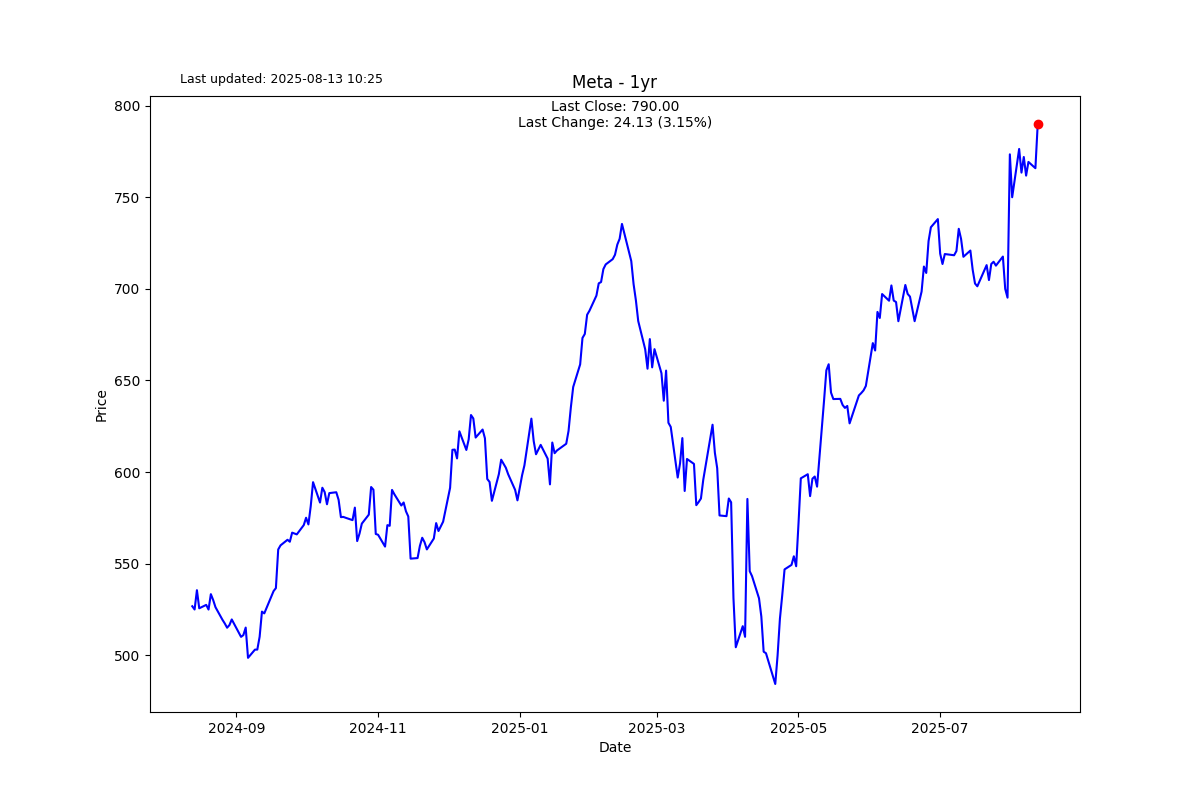 Last updated: 2025-08-13 10:25
Meta - 1yr
Last Close: 790.00
Last Change: 24.13 (3.15%)
800
750
700
650
600
550
500
Price
2024-09
2024-11
2025-01
2025-03
2025-05
2025-07
Date